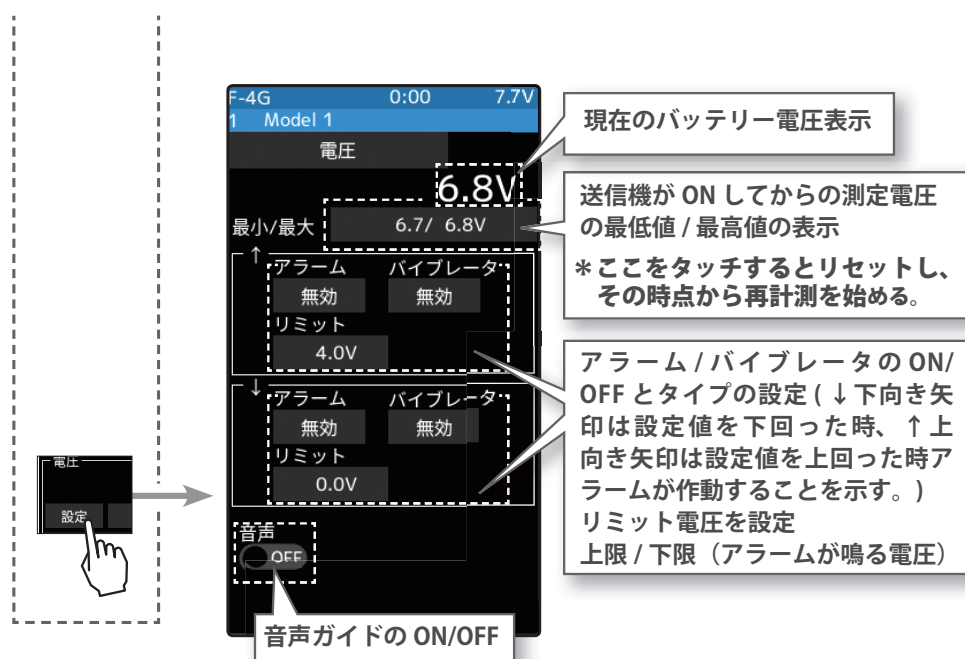 F-4G 0:00 7.7V
1 Model 1
電圧
6.8V
最小/最大 6.7/ 6.8V
↑
アラーム バイブレータ
無効 無効
リミット
4.0V
↓
アラーム バイブレータ
無効 無効
リミット
0.0V
音声
OFF
電圧
設定
現在のバッテリー電圧表示
送信機が ON してからの測定電圧
の最低値 / 最高値の表示
＊ここをタッチするとリセットし、
その時点から再計測を始める。
アラーム / バイブレータの ON/
OFF とタイプの設定 ( ↓下向き矢
印は設定値を下回った時、↑上
向き矢印は設定値を上回った時ア
ラームが作動することを示す。)
リミット電圧を設定
上限 / 下限（アラームが鳴る電圧）
音声ガイドの ON/OFF